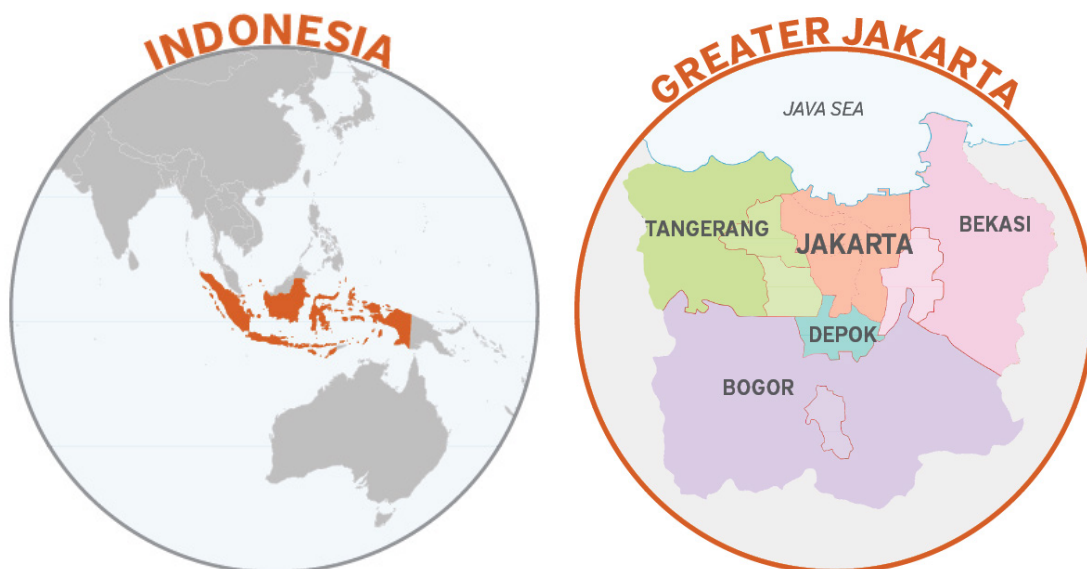 INDONESIA
GREATER JAKARTA
JAVA SEA
TANGERANG
JAKARTA
BEKASI
DEPOK
BOGOR